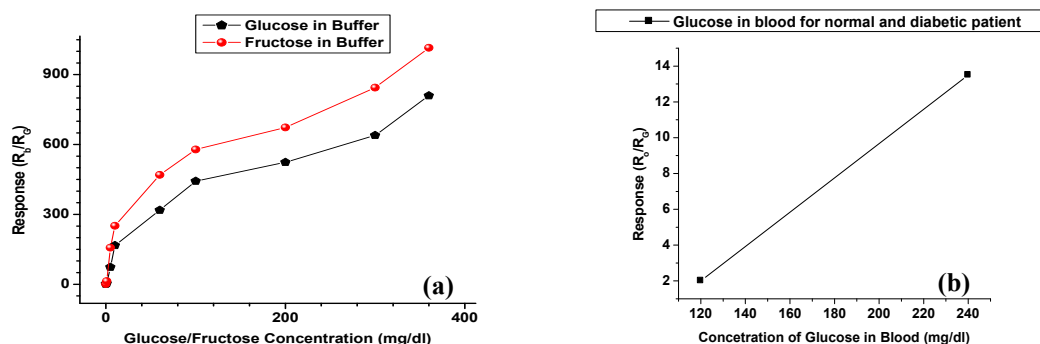 Glucose in Buffer
Fructose in Buffer
900
600
300
0
Response (Rb/RG)
0
200
400
Glucose/Fructose Concentration (mg/dl)
(a)
Glucose in blood for normal and diabetic patient
14
12
10
8
6
4
2
Response (Ro/RG)
120
140
160
180
200
220
240
Concetration of Glucose in Blood (mg/dl)
(b)